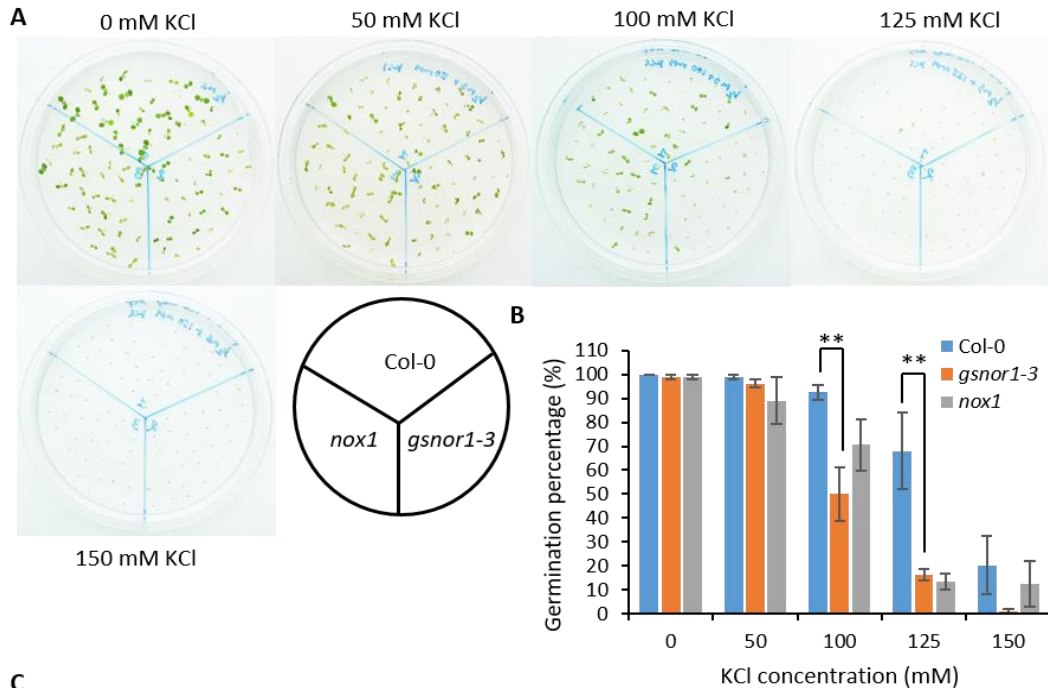 A
0 mM KCl
50 mM KCl
100 mM KCl
125 mM KCl
150 mM KCl
Col-0
nox1
gsnor1-3
B
Germination percentage (%)
110
100
90
80
70
60
50
40
30
20
10
0
**
**
Col-0
gsnor1-3
nox1
0
50
100
125
150
KCl concentration (mM)
C